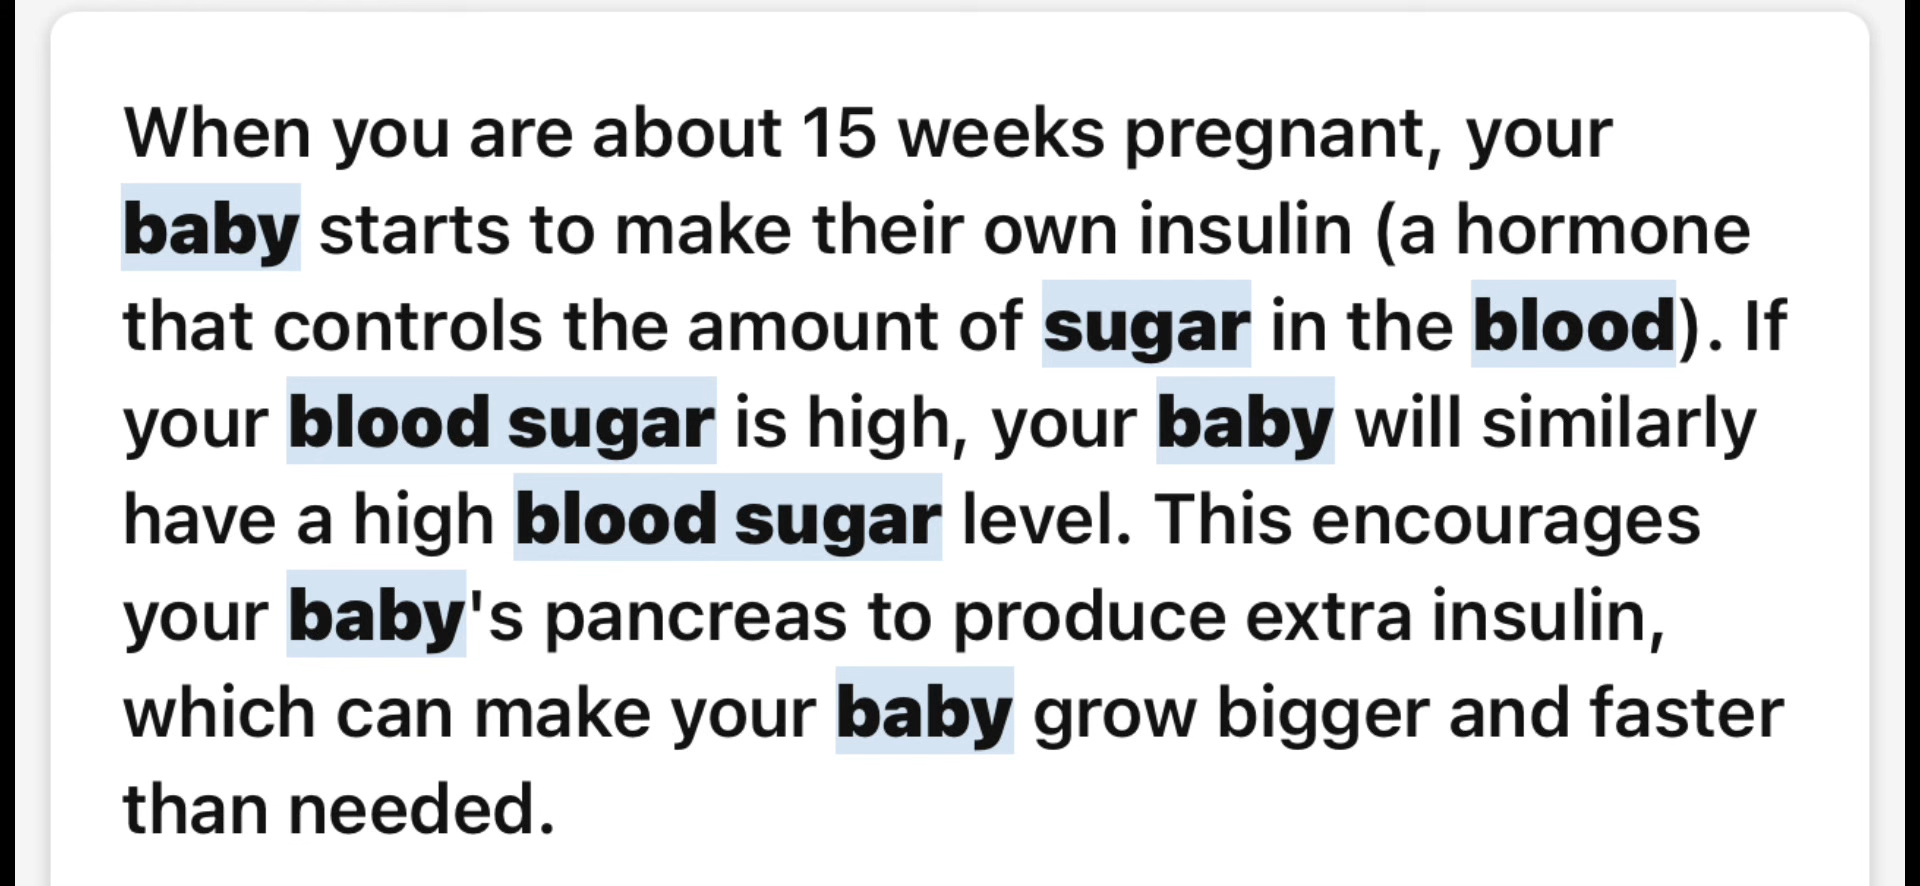 When you are about 15 weeks pregnant, your
baby starts to make their own insulin (a hormone
that controls the amount of sugar in the blood). If
your blood sugar is high, your baby will similarly
have a high blood sugar level. This encourages
your baby's pancreas to produce extra insulin,
which can make your baby grow bigger and faster
than needed.